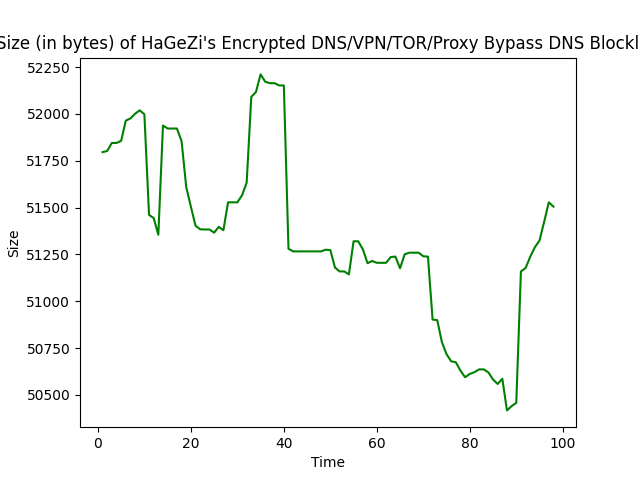 Size (in bytes) of HaGeZi's Encrypted DNS/VPN/TOR/Proxy Bypass DNS Blockl
52250
52000
51750
51500
51250
51000
50750
50500
Size
0 20 40 60 80 100
Time